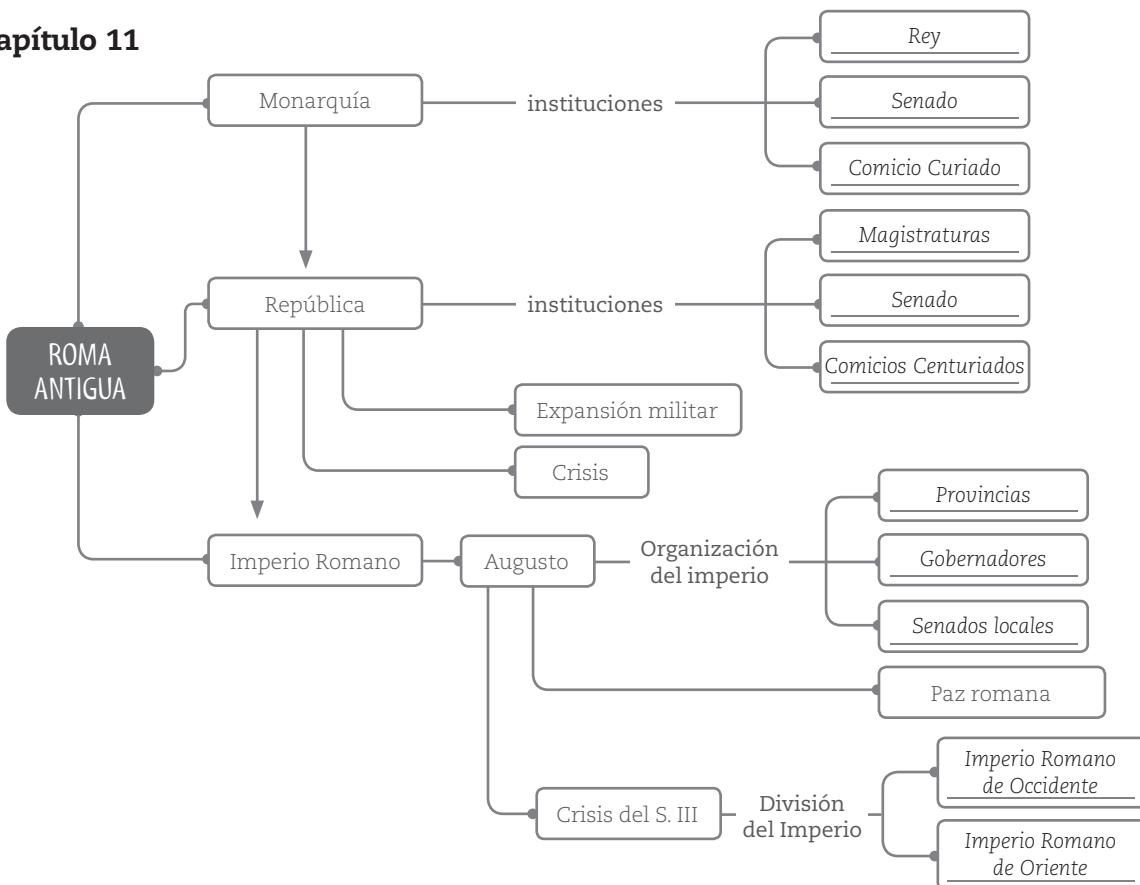 apítulo 11
Rey
Monarquía
instituciones
Senado
Comicio Curiado
Magistraturas
República
instituciones
Senado
Comicios Centuriados
ROMA
ANTIGUA
Expansión militar
Crisis
Provincias
Imperio Romano
Augusto
Organización
del imperio
Gobernadores
Senados locales
Paz romana
Imperio Romano
de Occidente
Crisis del S. III
División
del Imperio
Imperio Romano
de Oriente